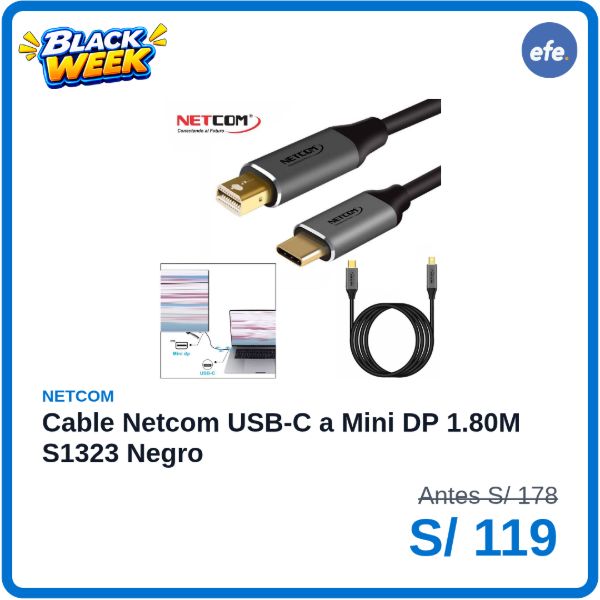 BLACK
WEEK
efe.
NETCOM®
Conectando al Futuro
NETCOM
NETCOM
Mini dp
USB-C
NETCOM
Cable Netcom USB-C a Mini DP 1.80M
S1323 Negro
Antes S/ 178
S/ 119